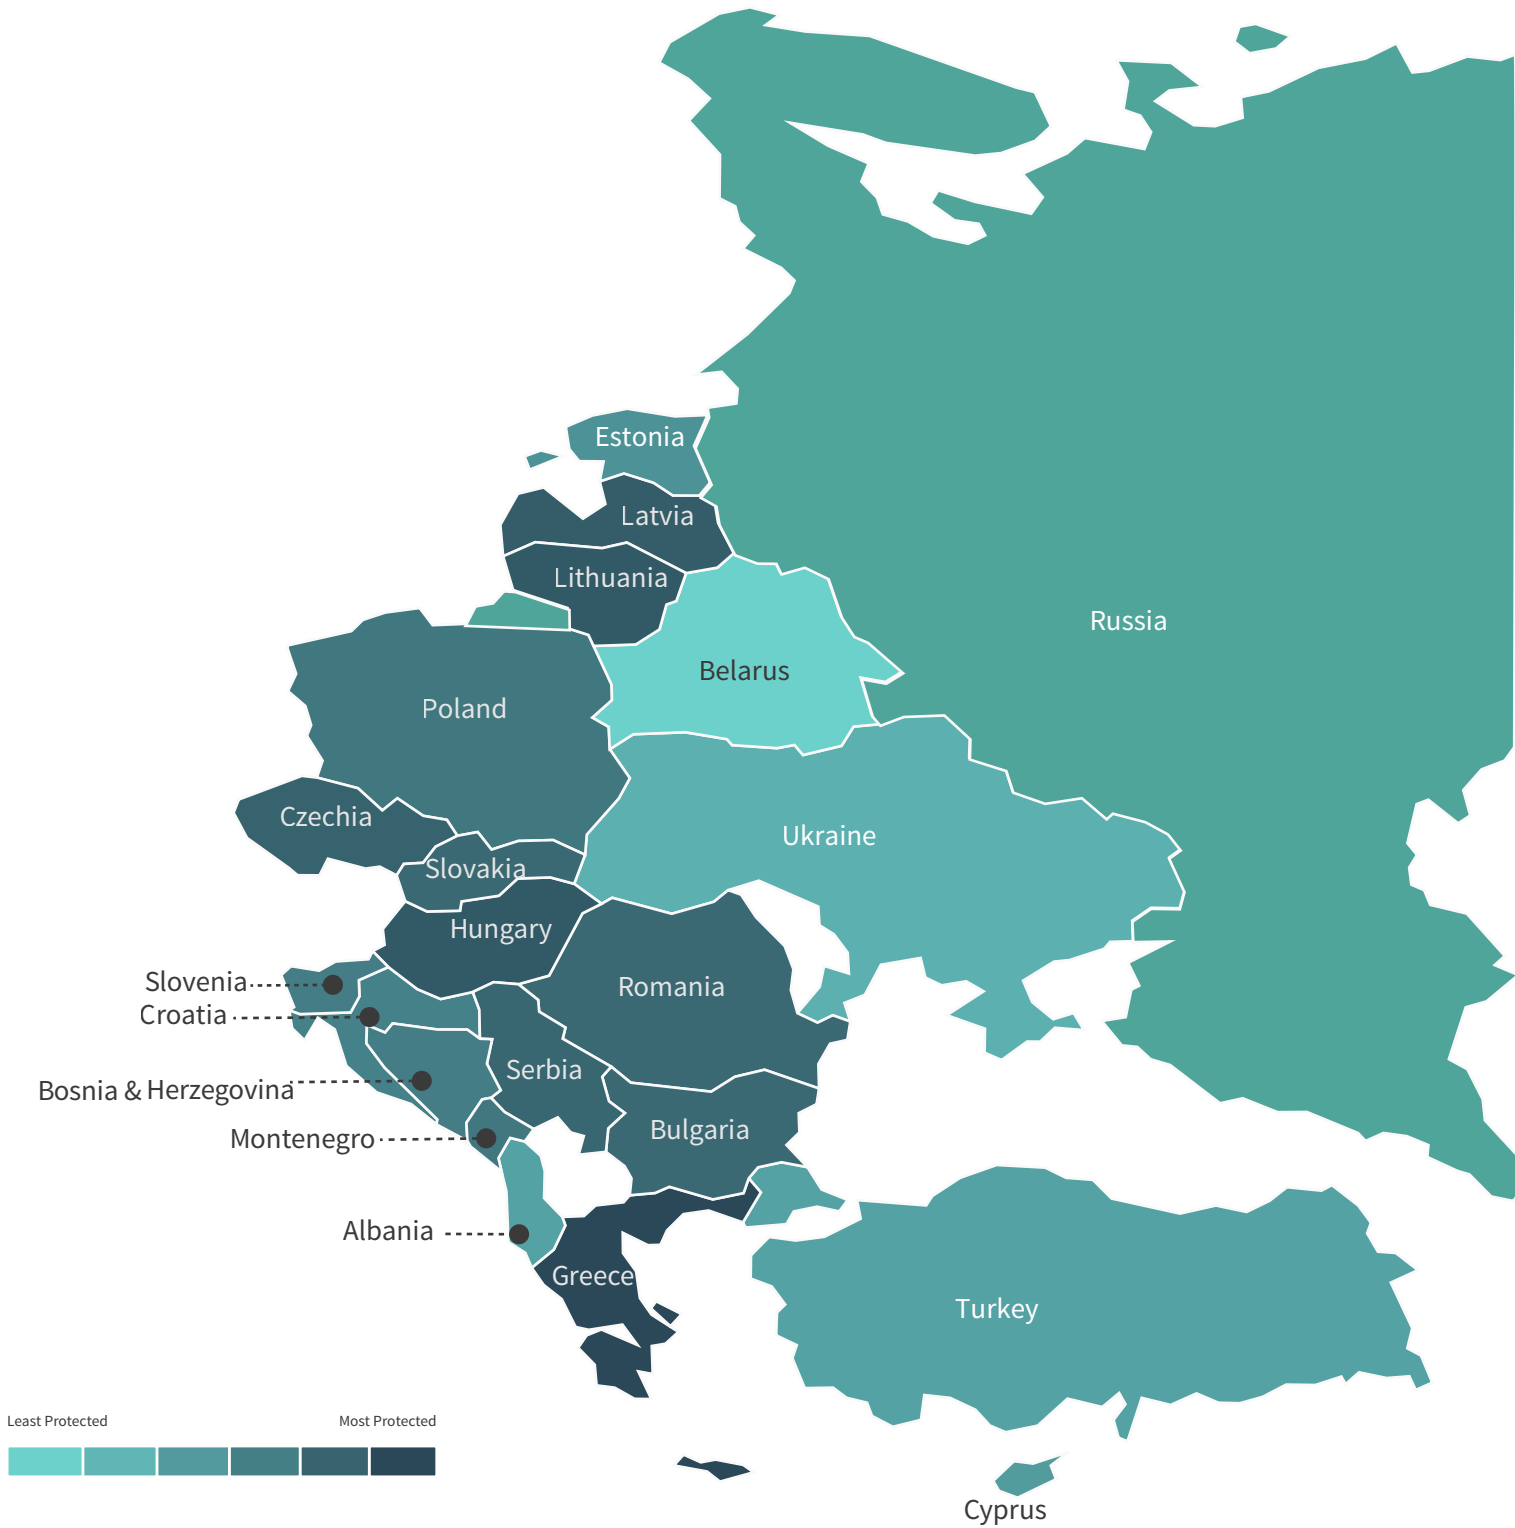 Estonia
Latvia
Lithuania
Russia
Belarus
Poland
Czechia
Ukraine
Slovakia
Hungary
Slovenia
Romania
Croatia
Serbia
Bosnia & Herzegovina
Bulgaria
Montenegro
Albania
Greece
Turkey
Least Protected Most Protected
Cyprus